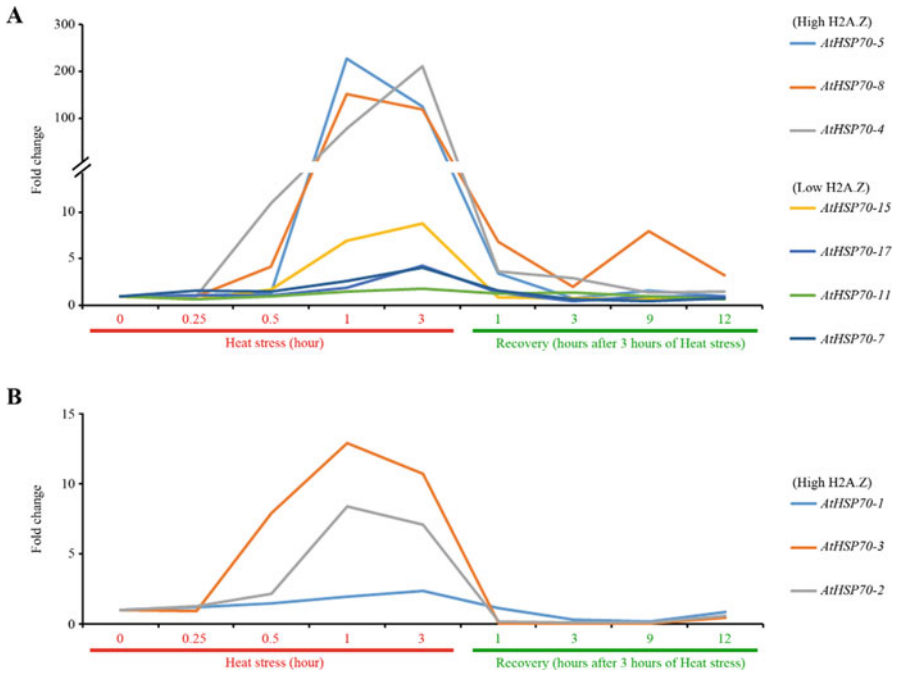 A
Fold change
300
200
100
10
5
0
0 0.25 0.5 1 3 1 3 9 12
Heat stress (hour) Recovery (hours after 3 hours of Heat stress)
(High H2A.Z)
AtHSP70-5
AtHSP70-8
AtHSP70-4
(Low H2A.Z)
AtHSP70-15
AtHSP70-17
AtHSP70-11
AtHSP70-7
B
Fold change
15
10
5
0
0 0.25 0.5 1 3 1 3 9 12
Heat stress (hour) Recovery (hours after 3 hours of Heat stress)
(High H2A.Z)
AtHSP70-1
AtHSP70-3
AtHSP70-2